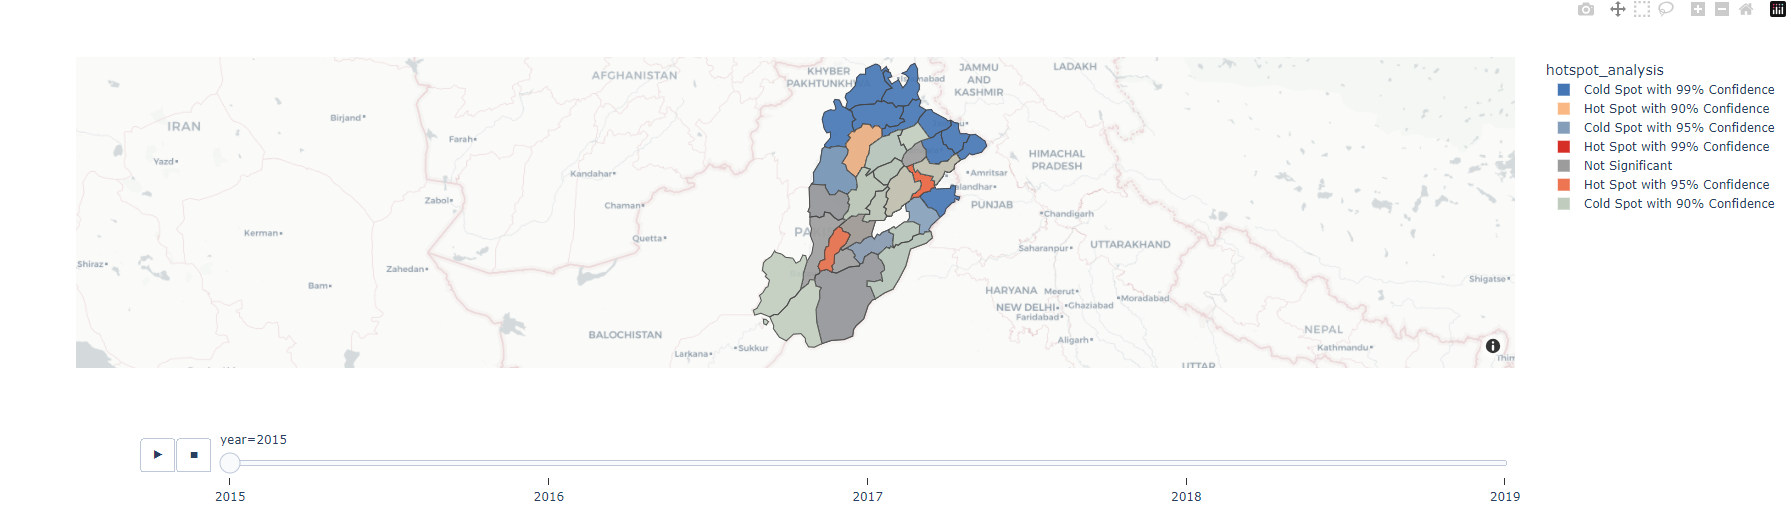 hotspot_analysis
Cold Spot with 99% Confidence
Hot Spot with 90% Confidence
Cold Spot with 95% Confidence
Hot Spot with 99% Confidence
Not Significant
Hot Spot with 95% Confidence
Cold Spot with 90% Confidence
AFGHANISTAN
KHYBER
JAMMU
AND
KASHMIR
LADAKH
IRAN
Birjand
Farah
Yazd
Kandahar
HIMACHAL
PRADESH
Amritsar
Zabol
Chaman
PUNJAB
Chandigarh
Kerman
Quetta
Saharanpur
UTTARAKHAND
Shiraz
Zahedan
Bam
Shigatse
HARYANA
Meerut
Moradabad
NEW DELHI
Ghaziabad
Faridabad
BALOCHISTAN
NEPAL
Aligarh
Kathmandu
Larkana
Sukkur
UTTAR
year=2015
2015
2016
2017
2018
2019